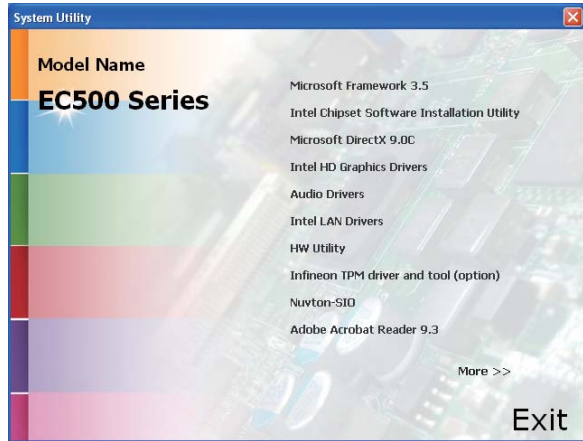 System Utility
Model Name
EC500 Series
Microsoft Framework 3.5
Intel Chipset Software Installation Utility
Microsoft DirectX 9.0C
Intel HD Graphics Drivers
Audio Drivers
Intel LAN Drivers
HW Utility
Infineon TPM driver and tool (option)
Nuvton-SIO
Adobe Acrobat Reader 9.3
More >>
Exit